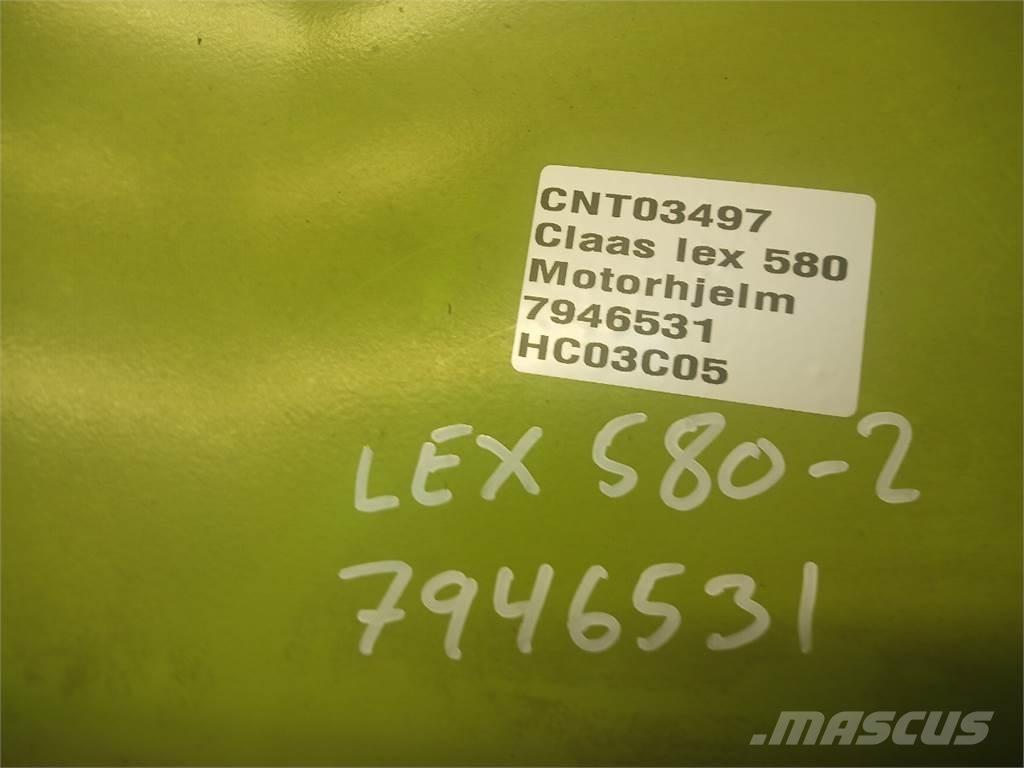 CNT03497
Claas lex 580
Motorhjelm
7946531
HC03C05
LEX 580-2
7946531
.MASCUS